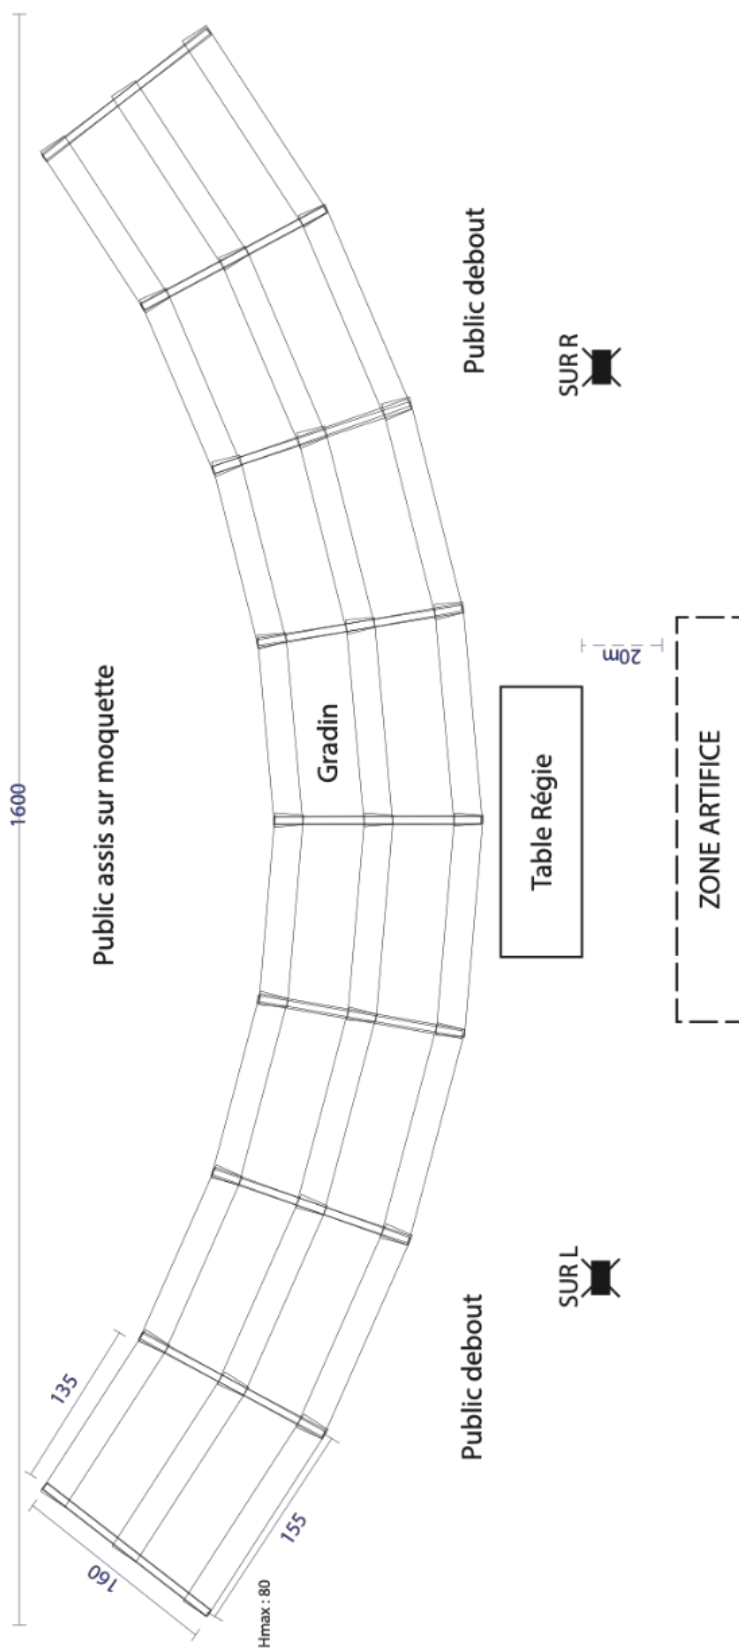 1600
Public assis sur moquette
Gradin
135
160
155
Hmax : 80
Public debout
Public debout
SUR L
SUR R
Table Régie
20m
ZONE ARTIFICE